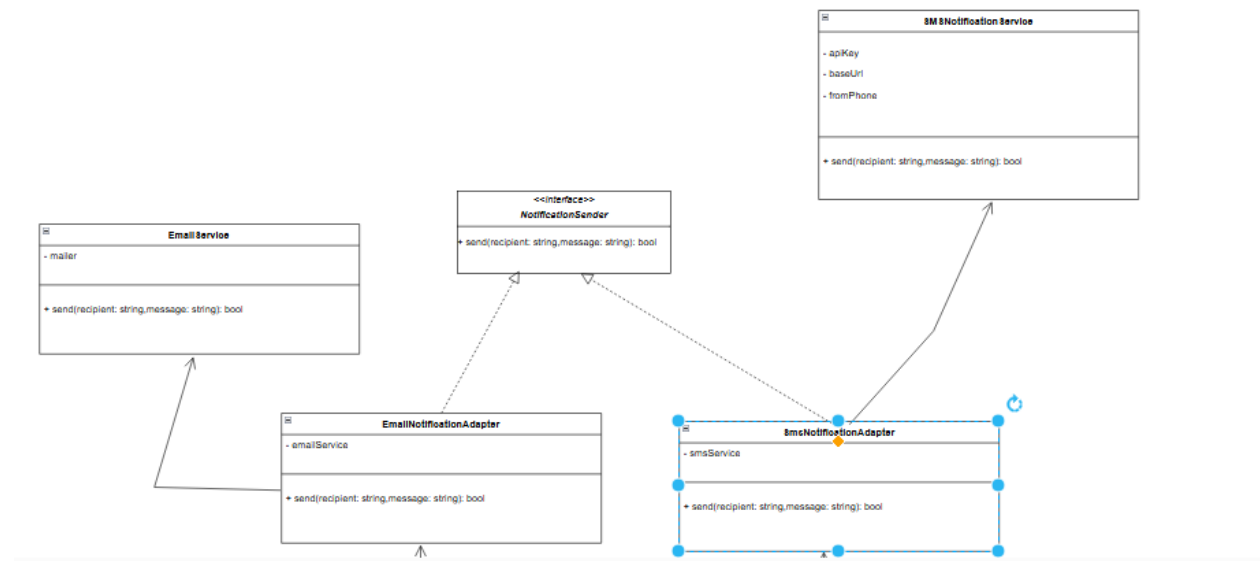 SMSNotification Service
- apiKey
- baseUrl
- fromPhone
+ send(recipient: string,message: string): bool
<<interface>>
NotificationSender
+ send(recipient: string,message: string): bool
EmailService
- mailer
+ send(recipient: string,message: string): bool
EmailNotificationAdapter
- emailService
+ send(recipient: string,message: string): bool
SmsNotificationAdapter
- smsService
+ send(recipient: string,message: string): bool